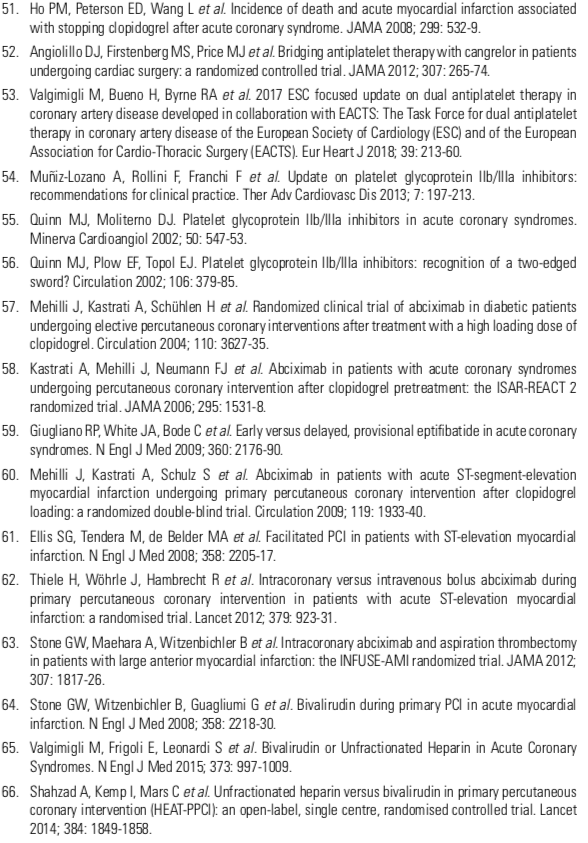 51. Ho PM, Peterson ED, Wang L et al. Incidence of death and acute myocardial infarction associated
with stopping clopidogrel after acute coronary syndrome. JAMA 2008; 299: 532-9.
52. Angiolillo DJ, Firstenberg MS, Price MJ et al. Bridging antiplatelet therapy with cangrelor in patients
undergoing cardiac surgery: a randomized controlled trial. JAMA 2012; 307: 265-74.
53. Valgimigli M, Bueno H, Byrne RA et al. 2017 ESC focused update on dual antiplatelet therapy in
coronary artery disease developed in collaboration with EACTS: The Task Force for dual antiplatelet
therapy in coronary artery disease of the European Society of Cardiology (ESC) and of the European
Association for Cardio-Thoracic Surgery (EACTS). Eur Heart J 2018; 39: 213-60.
54. Muñiz-Lozano A, Rollini F, Franchi F et al. Update on platelet glycoprotein IIb/IIIa inhibitors:
recommendations for clinical practice. Ther Adv Cardiovasc Dis 2013; 7: 197-213.
55. Quinn MJ, Moliterno DJ. Platelet glycoprotein IIb/IIIa inhibitors in acute coronary syndromes.
Minerva Cardioangiol 2002; 50: 547-53.
56. Quinn MJ, Plow EF, Topol EJ. Platelet glycoprotein IIb/IIIa inhibitors: recognition of a two-edged
sword? Circulation 2002; 106: 379-85.
57. Mehilli J, Kastrati A, Schühlen H et al. Randomized clinical trial of abciximab in diabetic patients
undergoing elective percutaneous coronary interventions after treatment with a high loading dose of
clopidogrel. Circulation 2004; 110: 3627-35.
58. Kastrati A, Mehilli J, Neumann FJ et al. Abciximab in patients with acute coronary syndromes
undergoing percutaneous coronary intervention after clopidogrel pretreatment: the ISAR-REACT 2
randomized trial. JAMA 2006; 295: 1531-8.
59. Giugliano RP, White JA, Bode C et al. Early versus delayed, provisional eptifibatide in acute coronary
syndromes. N Engl J Med 2009; 360: 2176-90.
60. Mehilli J, Kastrati A, Schulz S et al. Abciximab in patients with acute ST-segment-elevation
myocardial infarction undergoing primary percutaneous coronary intervention after clopidogrel
loading: a randomized double-blind trial. Circulation 2009; 119: 1933-40.
61. Ellis SG, Tendera M, de Belder MA et al. Facilitated PCI in patients with ST-elevation myocardial
infarction. N Engl J Med 2008; 358: 2205-17.
62. Thiele H, Wöhrle J, Hambrecht R et al. Intracoronary versus intravenous bolus abciximab during
primary percutaneous coronary intervention in patients with acute ST-elevation myocardial
infarction: a randomised trial. Lancet 2012; 379: 923-31.
63. Stone GW, Maehara A, Witzenbichler B et al. Intracoronary abciximab and aspiration thrombectomy
in patients with large anterior myocardial infarction: the INFUSE-AMI randomized trial. JAMA 2012;
307: 1817-26.
64. Stone GW, Witzenbichler B, Guagliumi G et al. Bivalirudin during primary PCI in acute myocardial
infarction. N Engl J Med 2008; 358: 2218-30.
65. Valgimigli M, Frigoli E, Leonardi S et al. Bivalirudin or Unfractionated Heparin in Acute Coronary
Syndromes. N Engl J Med 2015; 373: 997-1009.
66. Shahzad A, Kemp I, Mars C et al. Unfractionated heparin versus bivalirudin in primary percutaneous
coronary intervention (HEAT-PPCI): an open-label, single centre, randomised controlled trial. Lancet
2014; 384: 1849-1858.